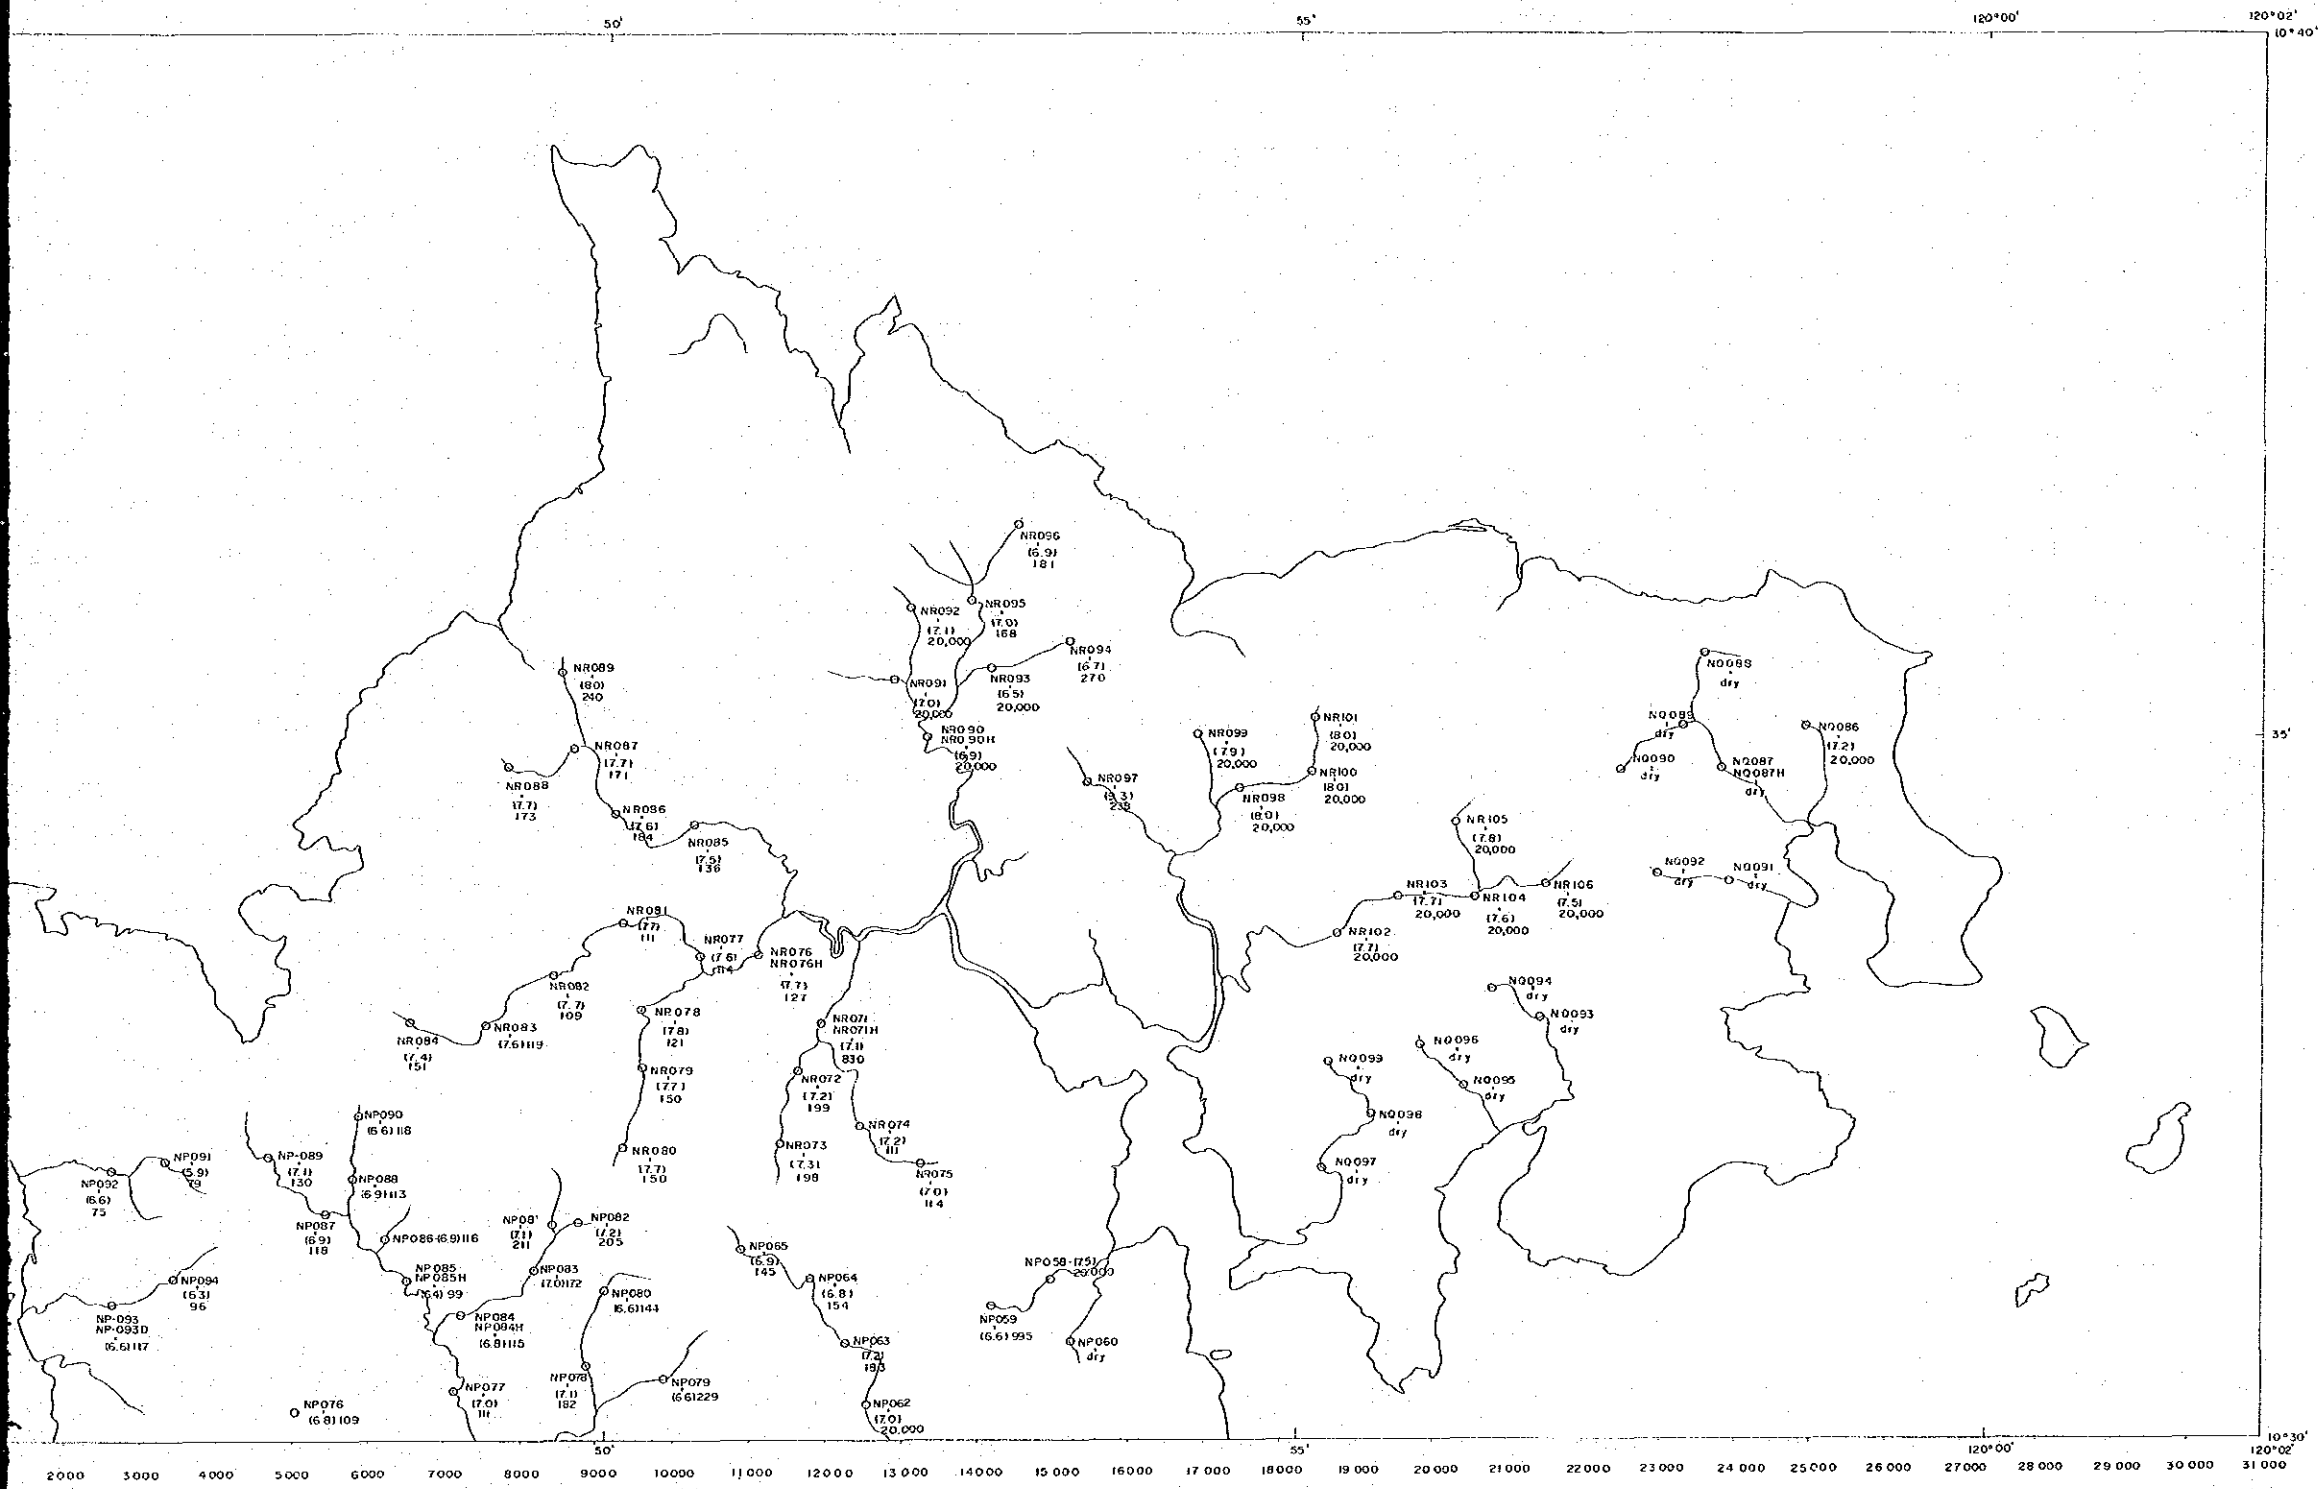 50'
55'
120°00'
120°02'
10°40'
NR096
(6.9)
181
NR092
(7.1)
20,000
NR095
(7.0)
168
NR094
(6.7)
270
NR089
(8.0)
240
NR091
(7.0)
20,000
NR093
(6.5)
20,000
NQ088
dry
NR090
NR090H
(6.9)
20,000
NR099
(7.9)
20,000
NR101
(8.0)
20,000
NQ089
dry
NQ086
(7.2)
20,000
35'
NR087
(7.7)
171
NR088
(7.7)
173
NR097
238
NR100
(8.0)
20,000
NR098
(8.0)
20,000
NQ090
dry
NQ087
NQ087H
dry
NR086
(7.6)
184
NR085
(7.5)
136
NR105
(7.8)
20,000
NQ092
dry
NQ091
dry
NR103
(7.7)
20,000
NR104
(7.6)
20,000
NR106
(7.5)
20,000
NR081
(7.7)
111
NR077
(7.6)
114
NR076
NR076H
(7.7)
127
NR102
(7.7)
20,000
NR082
(7.7)
109
NQ094
dry
NR078
(7.8)
121
NR071
NR071H
(7.1)
830
NQ093
dry
NR084
(7.4)
151
NR083
(7.6)119
NQ096
dry
NQ099
dry
NR079
(7.7)
150
NR072
(7.2)
199
NQ095
dry
NP090
(6.6)118
NQ098
dry
NR074
(7.2)
111
NR073
(7.3)
198
NR080
(7.7)
150
NP091
(5.9)
79
NP-089
(7.1)
130
NQ097
dry
NR075
(7.0)
114
NP092
(6.6)
75
NP088
(6.9)113
NP087
(6.9)
118
NP081
(7.1)
211
NP082
(7.2)
205
NP086-(6.9)116
NP065
(6.9)
145
NP058-(7.5)
20,000
NP085
NP085H
(6.4) 99
NP083
(7.0)172
NP064
(6.8)
154
NP094
(6.3)
96
NP080
(6.6)144
NP-093
NP-093D
(6.6)117
NP084
NP084H
(6.8)115
NP059
(6.6)995
NP063
(7.2)
183
NP060
dry
NP078
(7.1)
182
NP079
(6.6)229
NP077
(7.0)
111
NP076
(6.8)109
NP062
(7.0)
20,000
50'
55'
120°00'
120°02'
10°30'
2000 3000 4000 5000 6000 7000 8000 9000 10000 11000 12000 13000 14000 15000 16000 17000 18000 19000 20000 21000 22000 23000 24000 25000 26000 27000 28000 29000 30000 31000